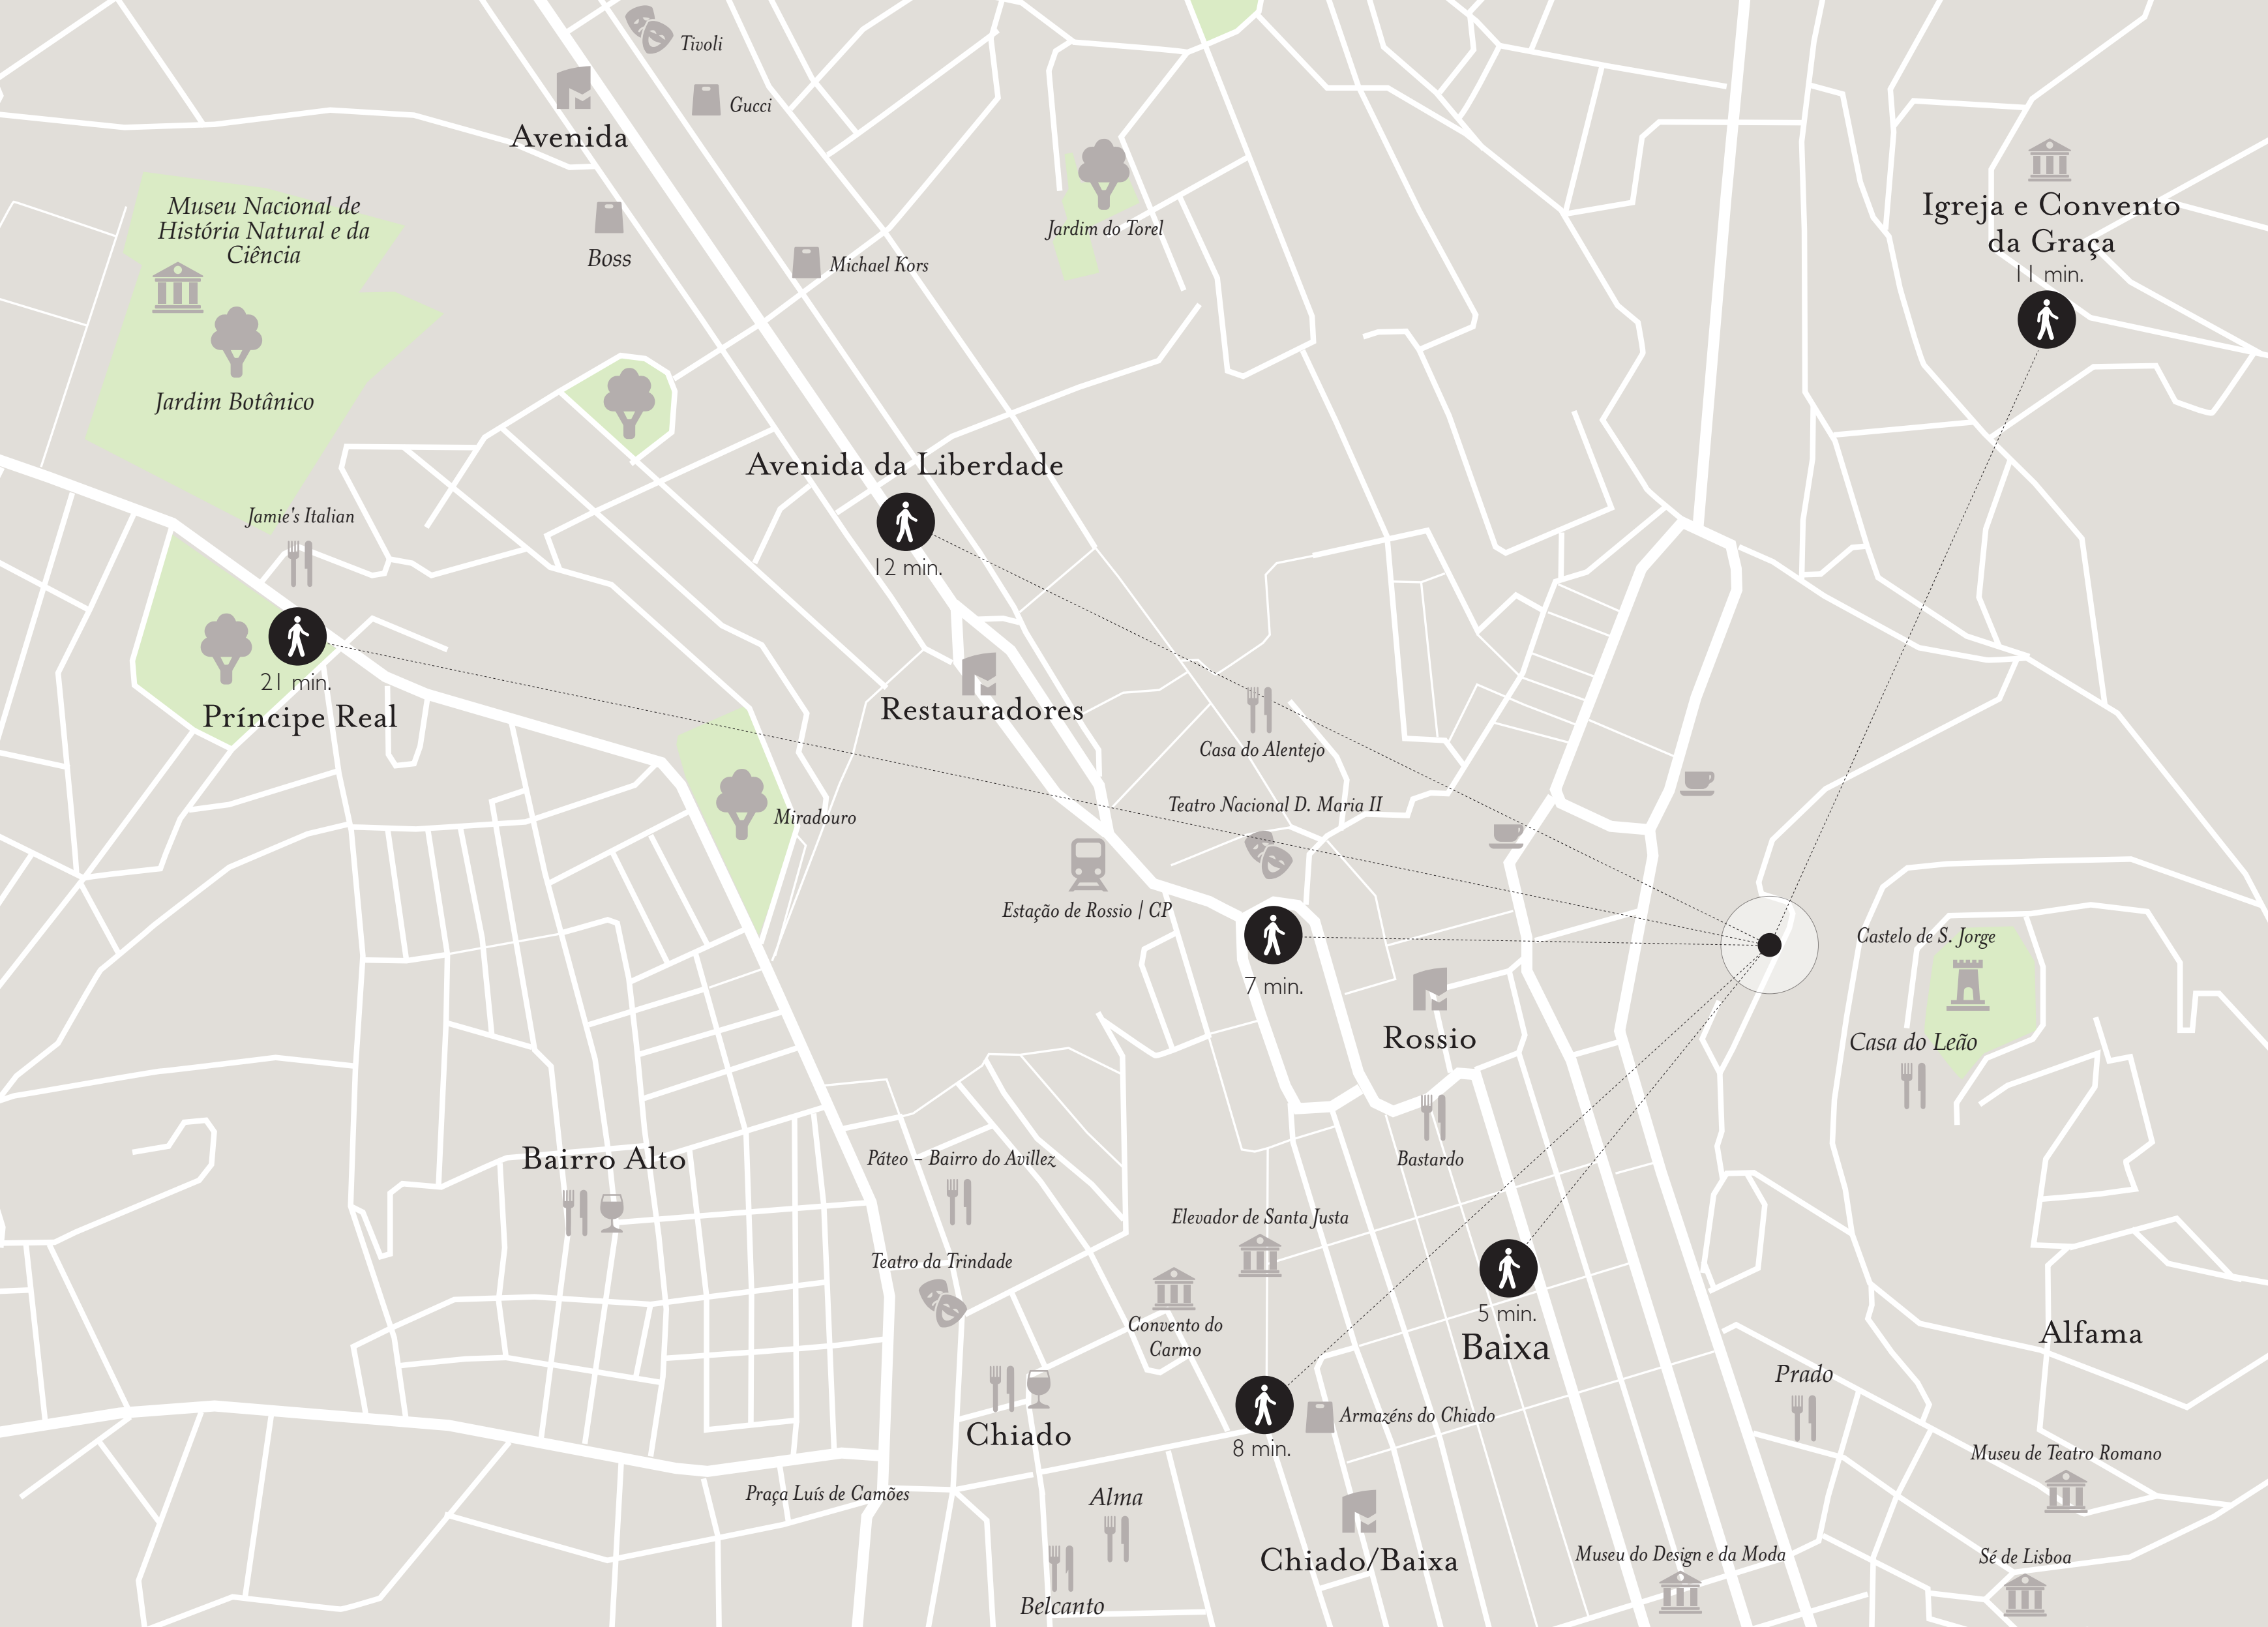 Tivoli
Gucci
Avenida
Museu Nacional de
História Natural e da
Ciência
Boss
Michael Kors
Jardim do Torel
Igreja e Convento
da Graça
11 min.
Jardim Botânico
Avenida da Liberdade
12 min.
Jamie's Italian
21 min.
Príncipe Real
Restauradores
Casa do Alentejo
Teatro Nacional D. Maria II
Miradouro
Estação de Rossio | CP
7 min.
Rossio
Castelo de S. Jorge
Casa do Leão
Bairro Alto
Páteo – Bairro do Avillez
Bastardo
Elevador de Santa Justa
Teatro da Trindade
Convento do
Carmo
5 min.
Baixa
Alfama
Prado
Chiado
Armazéns do Chiado
8 min.
Museu de Teatro Romano
Praça Luís de Camões
Alma
Chiado/Baixa
Museu do Design e da Moda
Sé de Lisboa
Belcanto